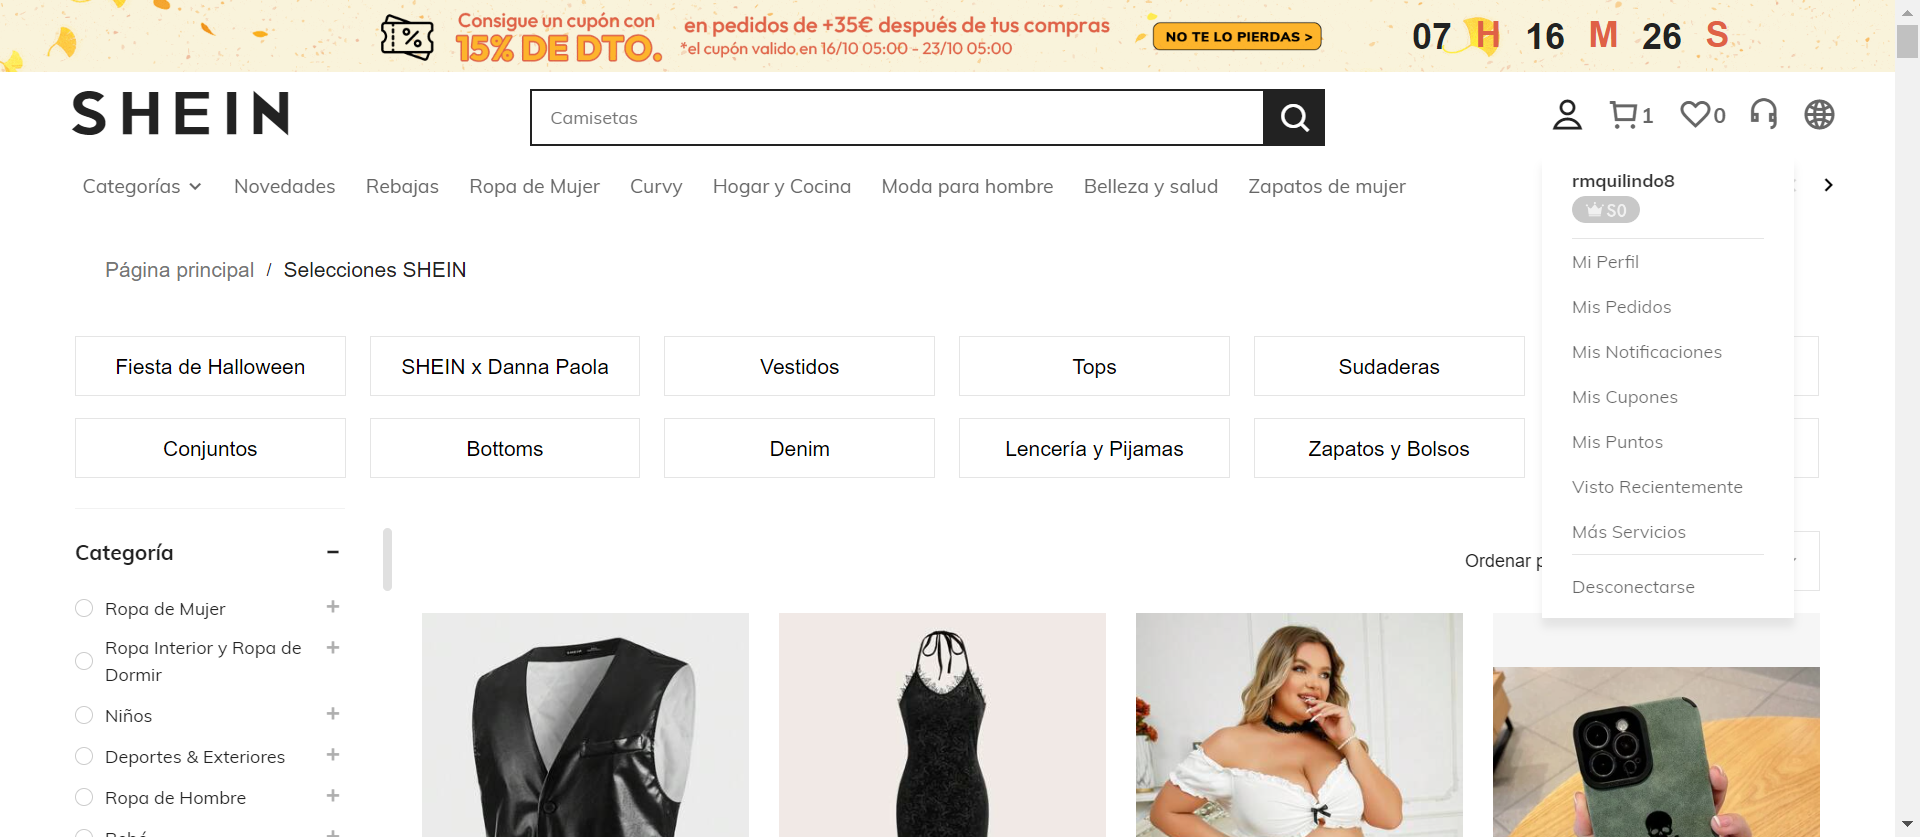 Consigue un cupón con
15% DE DTO.
en pedidos de +35€ después de tus compras
*el cupón valido en 16/10 05:00 - 23/10 05:00
NO TE LO PIERDAS >
07 H 16 M 26 S
SHEIN
Camisetas
1
0
Categorías
Novedades
Rebajas
Ropa de Mujer
Curvy
Hogar y Cocina
Moda para hombre
Belleza y salud
Zapatos de mujer
rmquilindo8
S0
Mi Perfil
Mis Pedidos
Mis Notificaciones
Mis Cupones
Mis Puntos
Visto Recientemente
Más Servicios
Desconectarse
Página principal / Selecciones SHEIN
Fiesta de Halloween
SHEIN x Danna Paola
Vestidos
Tops
Sudaderas
Conjuntos
Bottoms
Denim
Lencería y Pijamas
Zapatos y Bolsos
Categoría
Ordenar
Ropa de Mujer
Ropa Interior y Ropa de
Dormir
Niños
Deportes & Exteriores
Ropa de Hombre
SHEIN